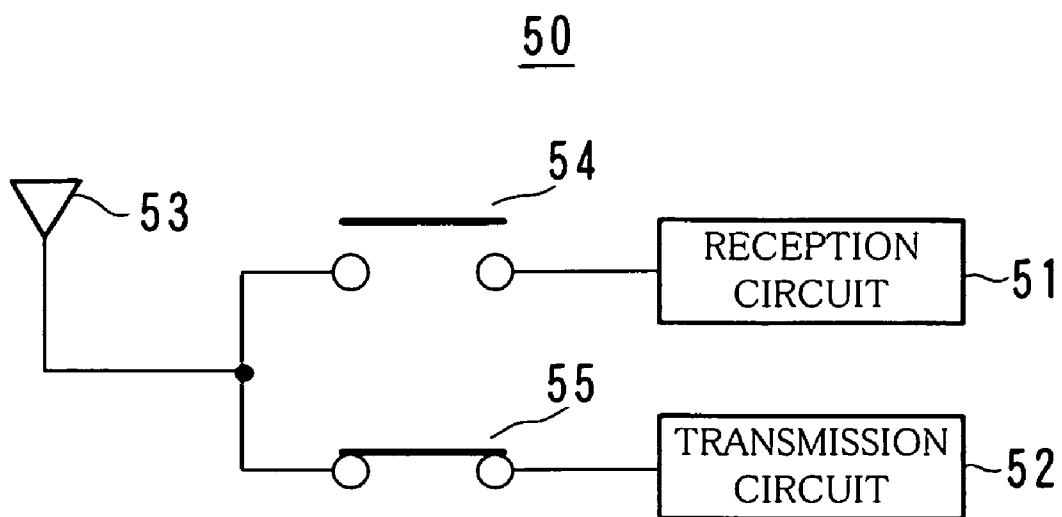 50
54
53
RECEPTION
CIRCUIT
51
55
TRANSMISSION
CIRCUIT
52